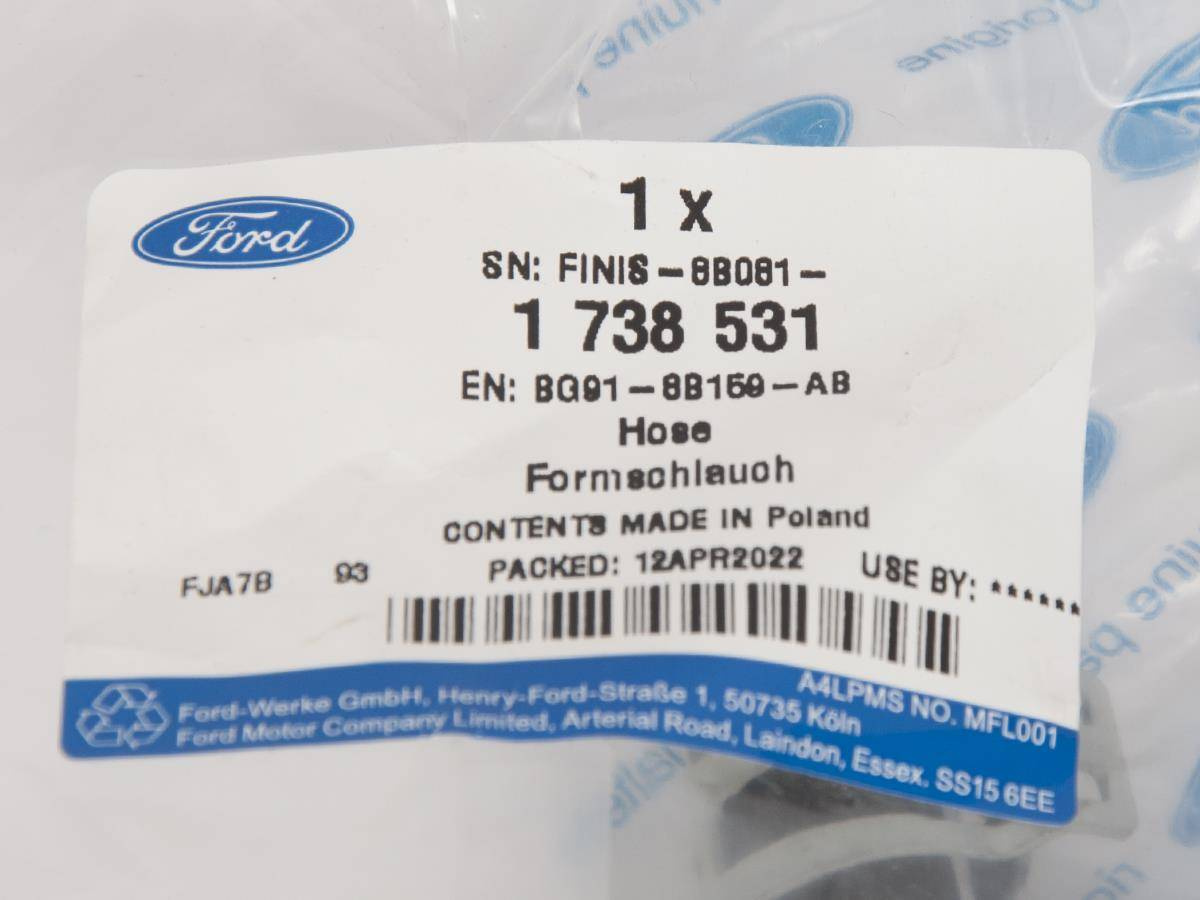 Ford
1 x
SN: FINIS-8B081-
1 738 531
EN: BG91-8B159-AB
Hose
Formschlauch
CONTENTS MADE IN Poland
FJA7B 93 PACKED: 12APR2022 USE BY: ******
A4LPMS NO. MFL001
Ford-Werke GmbH, Henry-Ford-Straße 1, 50735 Köln
Ford Motor Company Limited, Arterial Road, Laindon, Essex. SS15 6EE